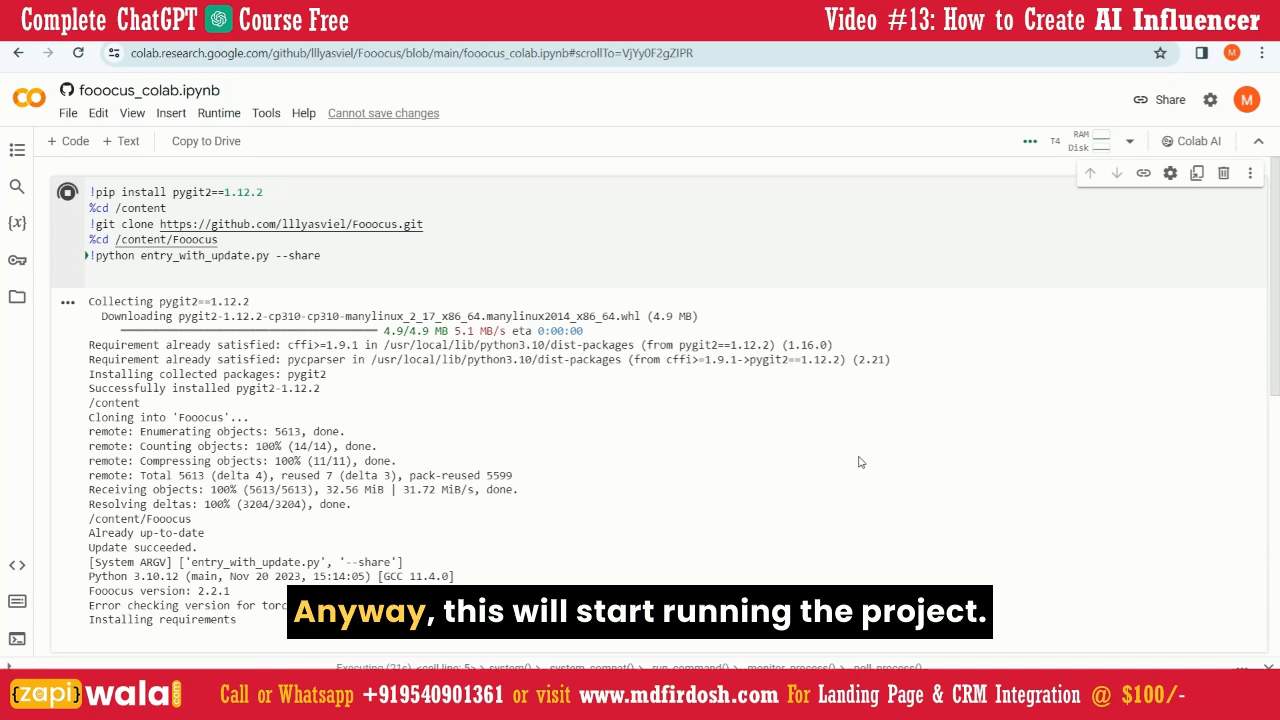 Complete ChatGPT Course Free
Video #13: How to Create AI Influencer
colab.research.google.com/github/lllyasviel/Fooocus/blob/main/fooocus_colab.ipynb#scrollTo=VjYy0F2gZIPR
M
fooocus_colab.ipynb
Share
M
File Edit View Insert Runtime Tools Help Cannot save changes
+ Code + Text Copy to Drive
T4 RAM Disk Colab AI
!pip install pygit2==1.12.2
%cd /content
!git clone https://github.com/lllyasviel/Fooocus.git
%cd /content/Fooocus
!python entry_with_update.py --share
Collecting pygit2==1.12.2
Downloading pygit2-1.12.2-cp310-cp310-manylinux_2_17_x86_64.manylinux2014_x86_64.whl (4.9 MB)
4.9/4.9 MB 5.1 MB/s eta 0:00:00
Requirement already satisfied: cffi>=1.9.1 in /usr/local/lib/python3.10/dist-packages (from pygit2==1.12.2) (1.16.0)
Requirement already satisfied: pycparser in /usr/local/lib/python3.10/dist-packages (from cffi>=1.9.1->pygit2==1.12.2) (2.21)
Installing collected packages: pygit2
Successfully installed pygit2-1.12.2
/content
Cloning into 'Fooocus'...
remote: Enumerating objects: 5613, done.
remote: Counting objects: 100% (14/14), done.
remote: Compressing objects: 100% (11/11), done.
remote: Total 5613 (delta 4), reused 7 (delta 3), pack-reused 5599
Receiving objects: 100% (5613/5613), 32.56 MiB | 31.72 MiB/s, done.
Resolving deltas: 100% (3204/3204), done.
/content/Fooocus
Already up-to-date
Update succeeded.
[System ARGV] ['entry_with_update.py', '--share']
Python 3.10.12 (main, Nov 20 2023, 15:14:05) [GCC 11.4.0]
Fooocus version: 2.2.1
Error checking version for torc
Installing requirements
Anyway, this will start running the project.
Executing (21s) <cell line: 5> > system() > _system_compat() > _run_command() > _monitor_process() > _poll_process()
{zapi}wala.com
Call or Whatsapp +919540901361 or visit www.mdfirdosh.com For Landing Page & CRM Integration @ $100/-